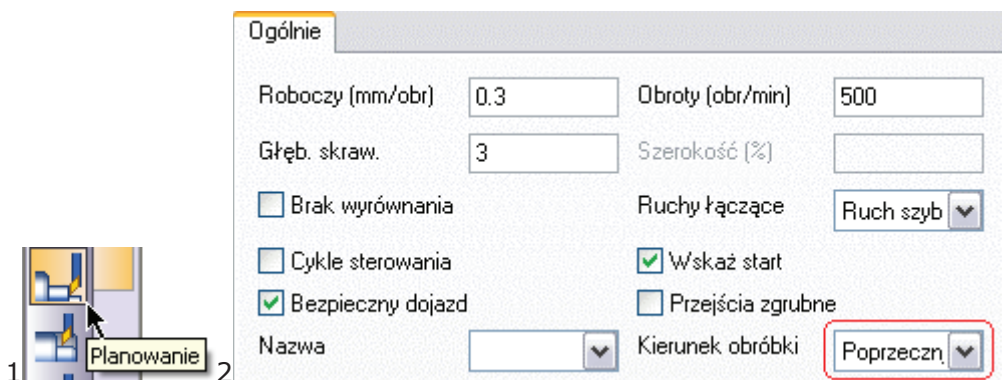 Ogólnie
Roboczy (mm/obr) 0.3 Obroty (obr/min) 500
Głęb. skraw. 3 Szerokość (%)
Brak wyrównania Ruchy łączące Ruch szyb
Cykle sterowania Wskaż start
Bezpieczny dojazd Przejścia zgrubne
Nazwa Kierunek obróbki Poprzeczn
1 Planowanie 2